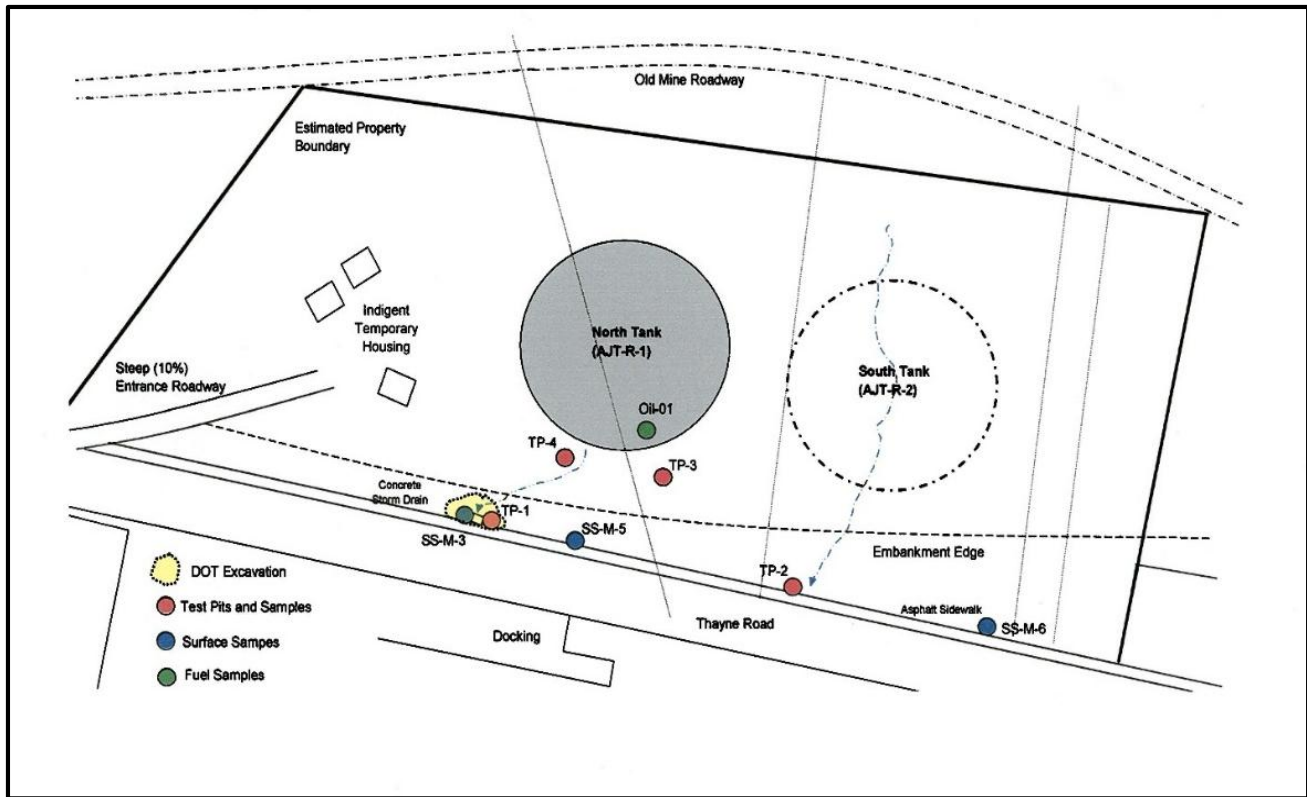 Old Mine Roadway
Estimated Property
Boundary
Indigent
Temporary
Housing
Steep (10%)
Entrance Roadway
North Tank
(AJT-R-1)
South Tank
(AJT-R-2)
Oil-01
TP-4
TP-3
Concrete
Storm Drain
TP-1
SS-M-3
SS-M-5
Embankment Edge
TP-2
Asphalt Sidewalk
SS-M-6
Thayne Road
Docking
DOT Excavation
Test Pits and Samples
Surface Sampes
Fuel Samples